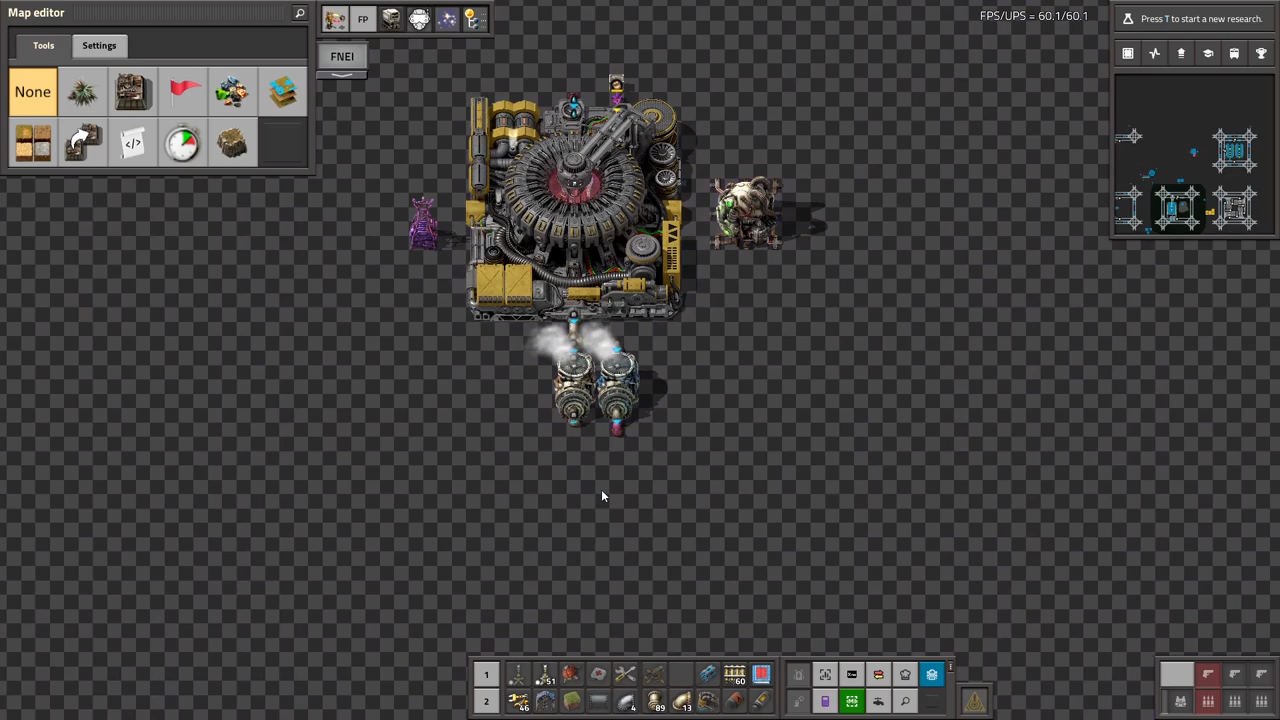 Map editor
Tools
Settings
None
</>
FP
FNEI
FPS/UPS = 60.1/60.1
Press T to start a new research.
1
51
60
2
46
4
89
13